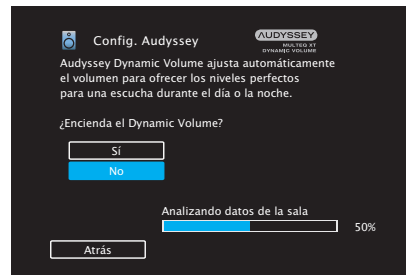 Config. Audyssey
AUDYSSEY
MULTEQ XT
DYNAMIC VOLUME
Audyssey Dynamic Volume ajusta automáticamente
el volumen para ofrecer los niveles perfectos
para una escucha durante el día o la noche.
¿Encienda el Dynamic Volume?
Sí
No
Analizando datos de la sala
50%
Atrás